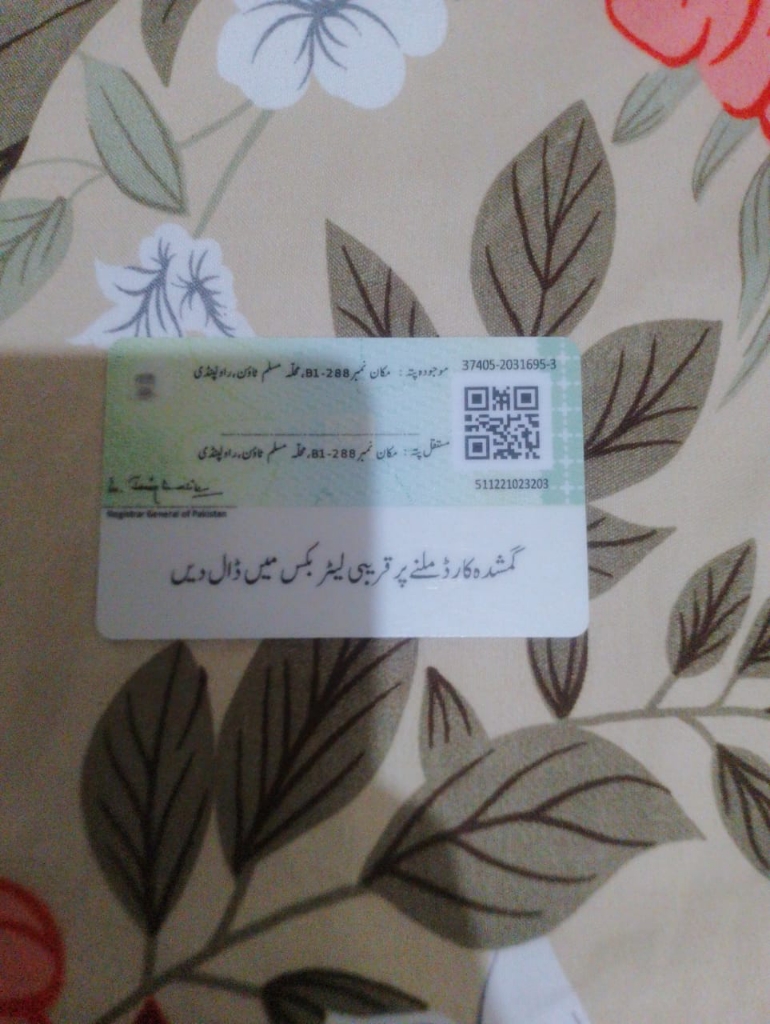 37405-2031695-3
موجودہ پتہ: مکان نمبر B1-288، محلہ مسلم ٹاؤن، راولپنڈی
مستقل پتہ: مکان نمبر B1-288، محلہ مسلم ٹاؤن، راولپنڈی
511221023203
Registrar General of Pakistan
گمشدہ کارڈ ملنے پر قریبی لیٹر بکس میں ڈال دیں